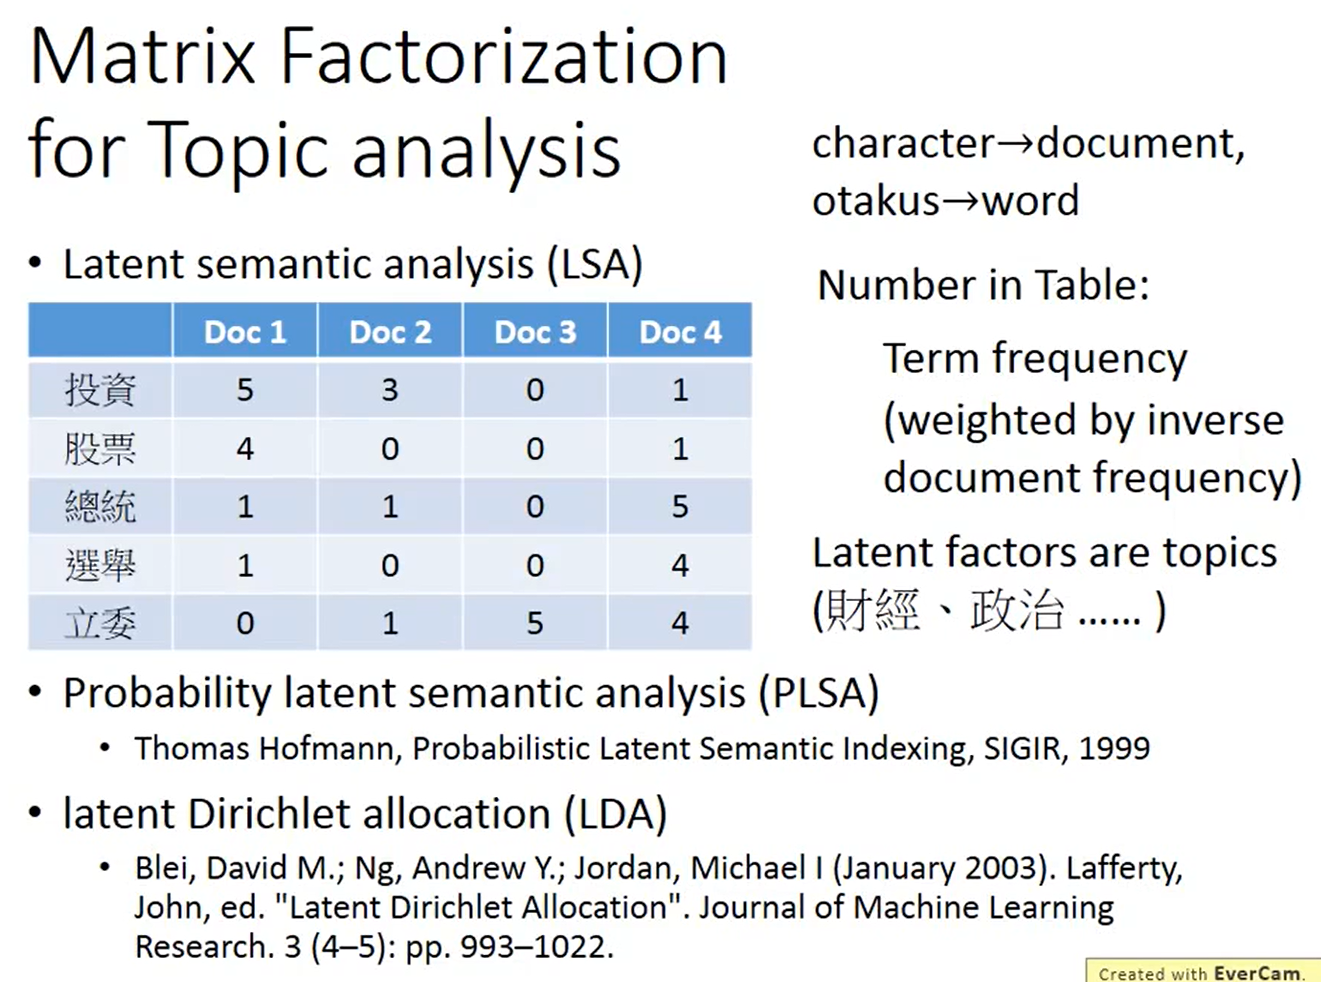 Matrix Factorization
for Topic analysis
character→document,
otakus→word
• Latent semantic analysis (LSA)
Number in Table:
Term frequency
(weighted by inverse
document frequency)
Latent factors are topics
(財經、政治 …… )
Doc 1 Doc 2 Doc 3 Doc 4
投資 5 3 0 1
股票 4 0 0 1
總統 1 1 0 5
選舉 1 0 0 4
立委 0 1 5 4
• Probability latent semantic analysis (PLSA)
• Thomas Hofmann, Probabilistic Latent Semantic Indexing, SIGIR, 1999
• latent Dirichlet allocation (LDA)
• Blei, David M.; Ng, Andrew Y.; Jordan, Michael I (January 2003). Lafferty,
John, ed. "Latent Dirichlet Allocation". Journal of Machine Learning
Research. 3 (4–5): pp. 993–1022.
Created with EverCam.